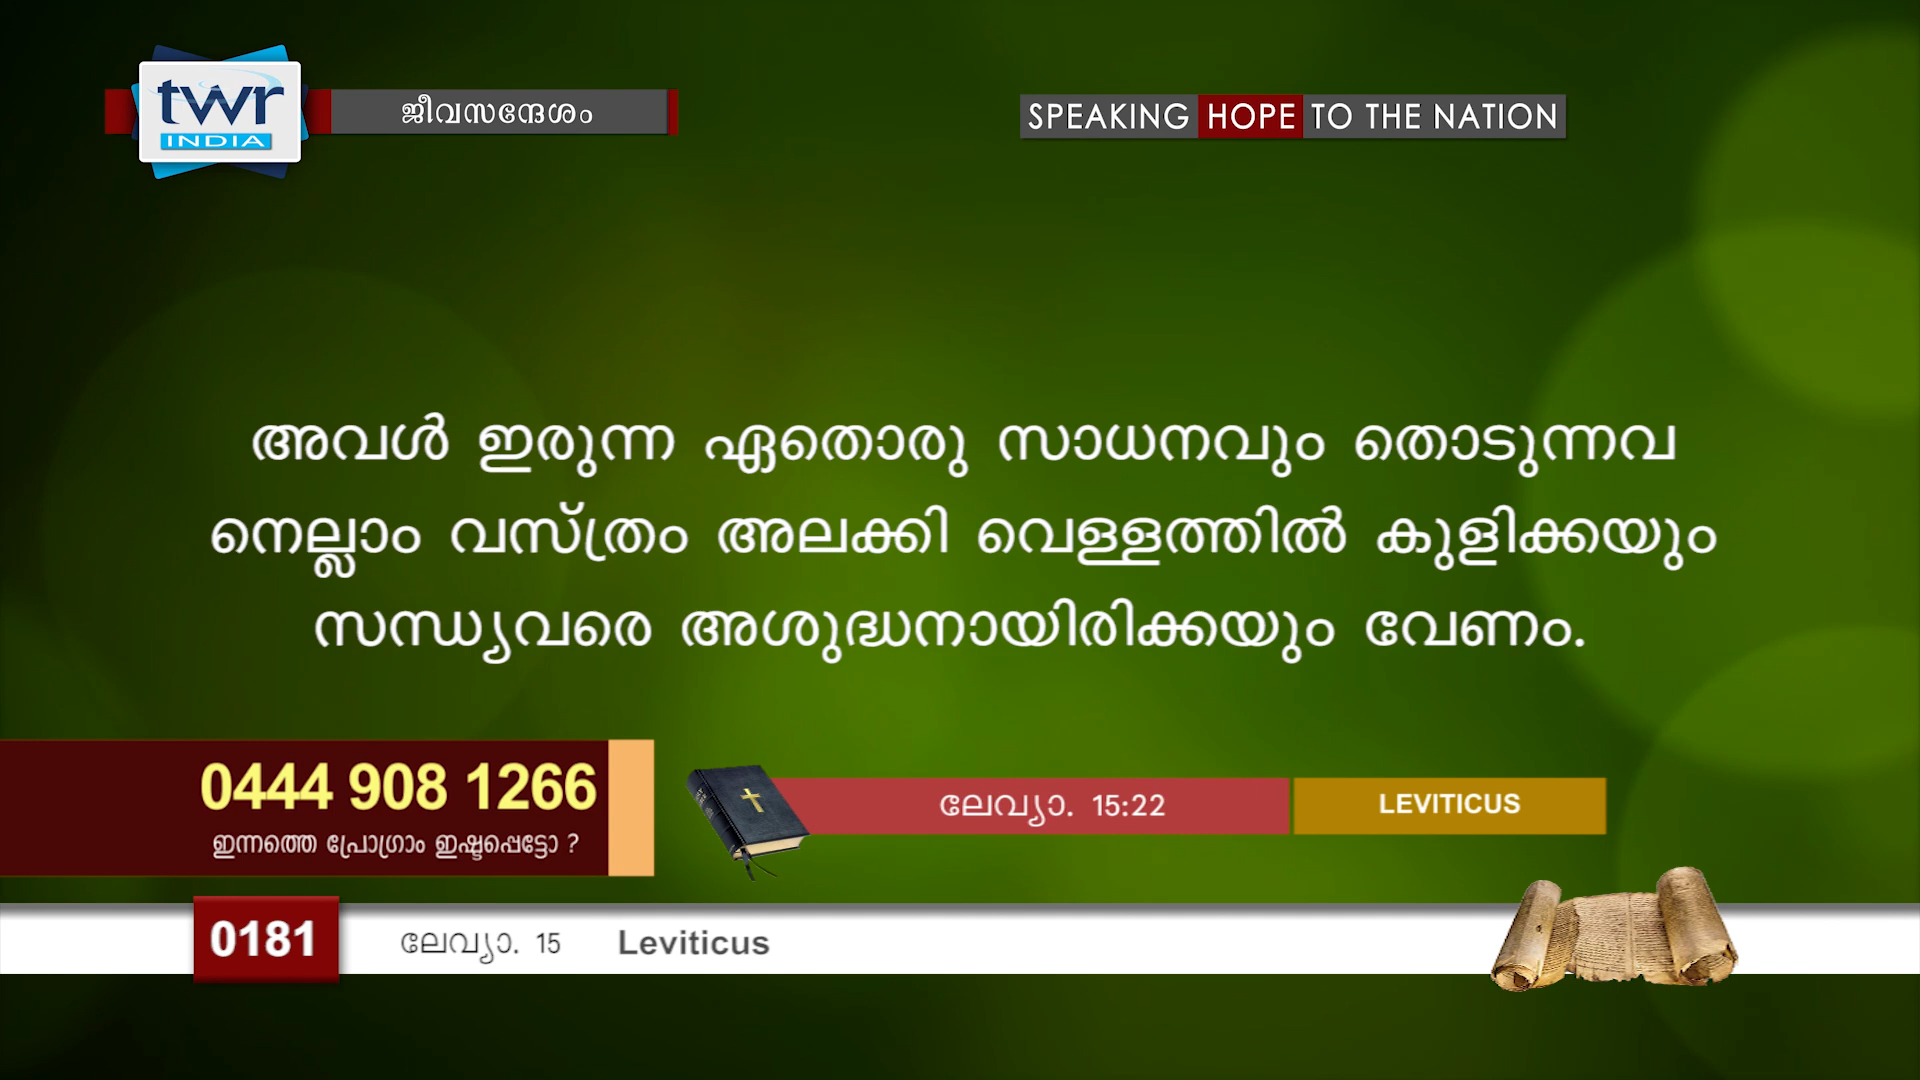 twr
INDIA
ജീവസന്ദേശം
SPEAKING HOPE TO THE NATION
അവൾ ഇരുന്ന ഏതൊരു സാധനവും തൊടുന്നവ
നെല്ലാം വസ്ത്രം അലക്കി വെള്ളത്തിൽ കുളിക്കയും
സന്ധ്യവരെ അശുദ്ധനായിരിക്കയും വേണം.
0444 908 1266
ഇന്നത്തെ പ്രോഗ്രാം ഇഷ്ടപ്പെട്ടോ ?
ലേവ്യാ. 15:22
LEVITICUS
0181
ലേവ്യാ. 15
Leviticus